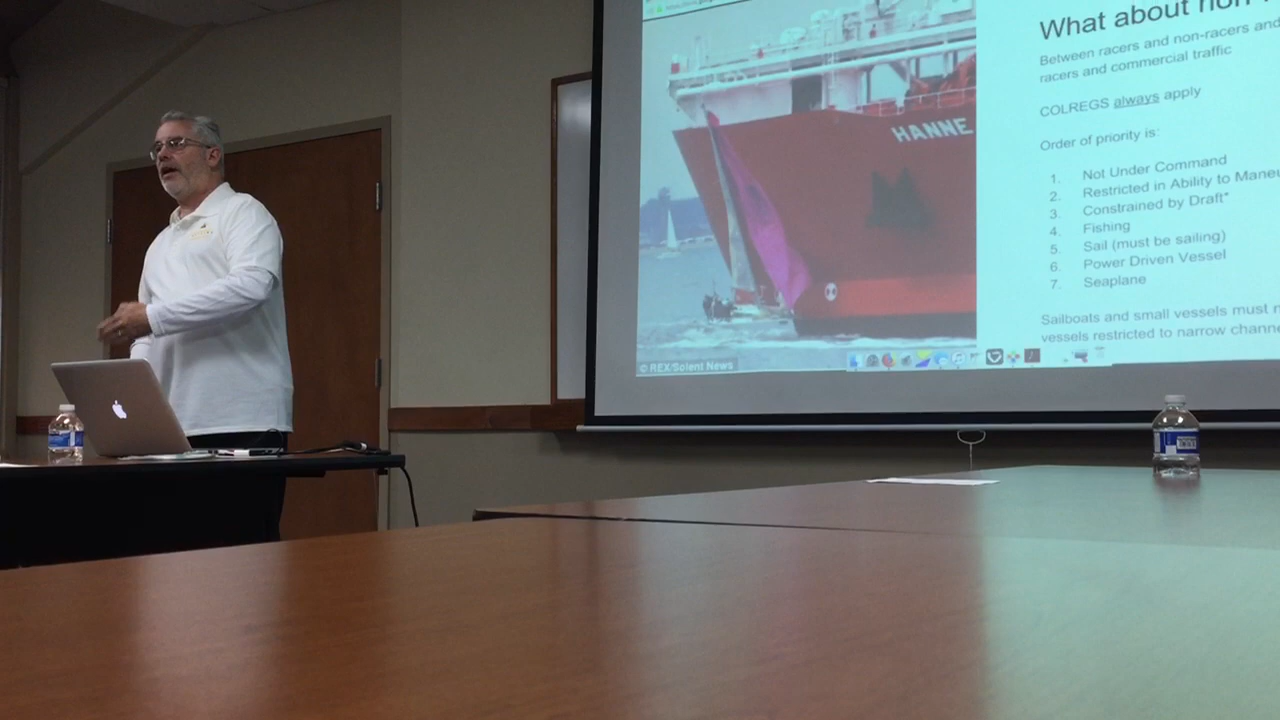 What about non-
Between racers and non-racers and
racers and commercial traffic
COLREGS always apply
Order of priority is:
1. Not Under Command
2. Restricted in Ability to Maneu
3. Constrained by Draft*
4. Fishing
5. Sail (must be sailing)
6. Power Driven Vessel
7. Seaplane
Sailboats and small vessels must n
vessels restricted to narrow channe
HANNE
© REX/Solent News